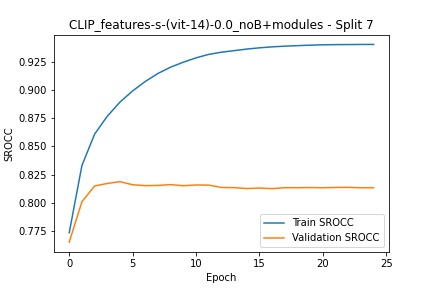 CLIP_features-s-(vit-14)-0.0_noB+modules - Split 7
SROCC
0.925
0.900
0.875
0.850
0.825
0.800
0.775
Train SROCC
Validation SROCC
0 5 10 15 20 25
Epoch